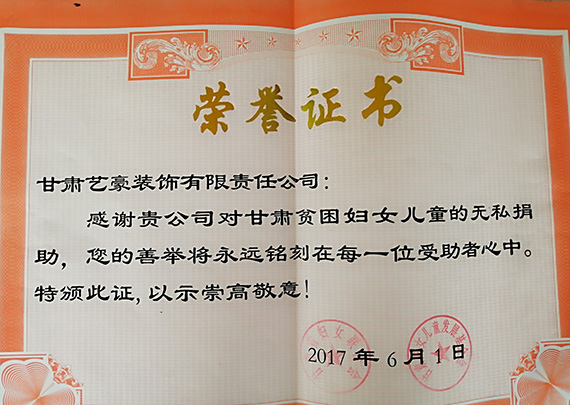 荣誉证书
甘肃艺豪装饰有限责任公司：
感谢贵公司对甘肃贫困妇女儿童的无私捐
助，您的善举将永远铭刻在每一位受助者心中。
特颁此证，以示崇高敬意！
2017年6月1日